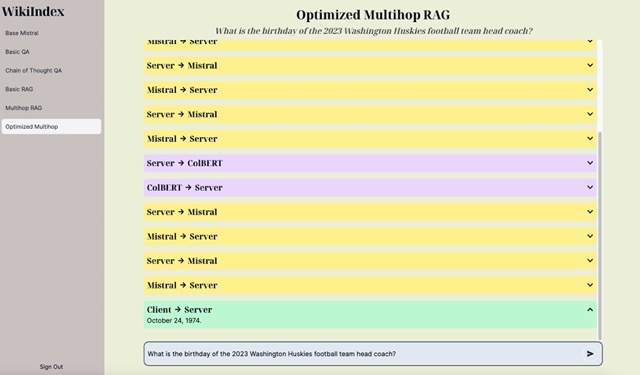 WikiIndex
Base Mistral
Basic QA
Chain of Thought QA
Basic RAG
Multihop RAG
Optimized Multihop
Sign Out
Optimized Multihop RAG
What is the birthday of the 2023 Washington Huskies football team head coach?
Mistral → Server
Server → Mistral
Mistral → Server
Server → Mistral
Mistral → Server
Server → ColBERT
ColBERT → Server
Server → Mistral
Mistral → Server
Server → Mistral
Mistral → Server
Client → Server
October 24, 1974.
What is the birthday of the 2023 Washington Huskies football team head coach?